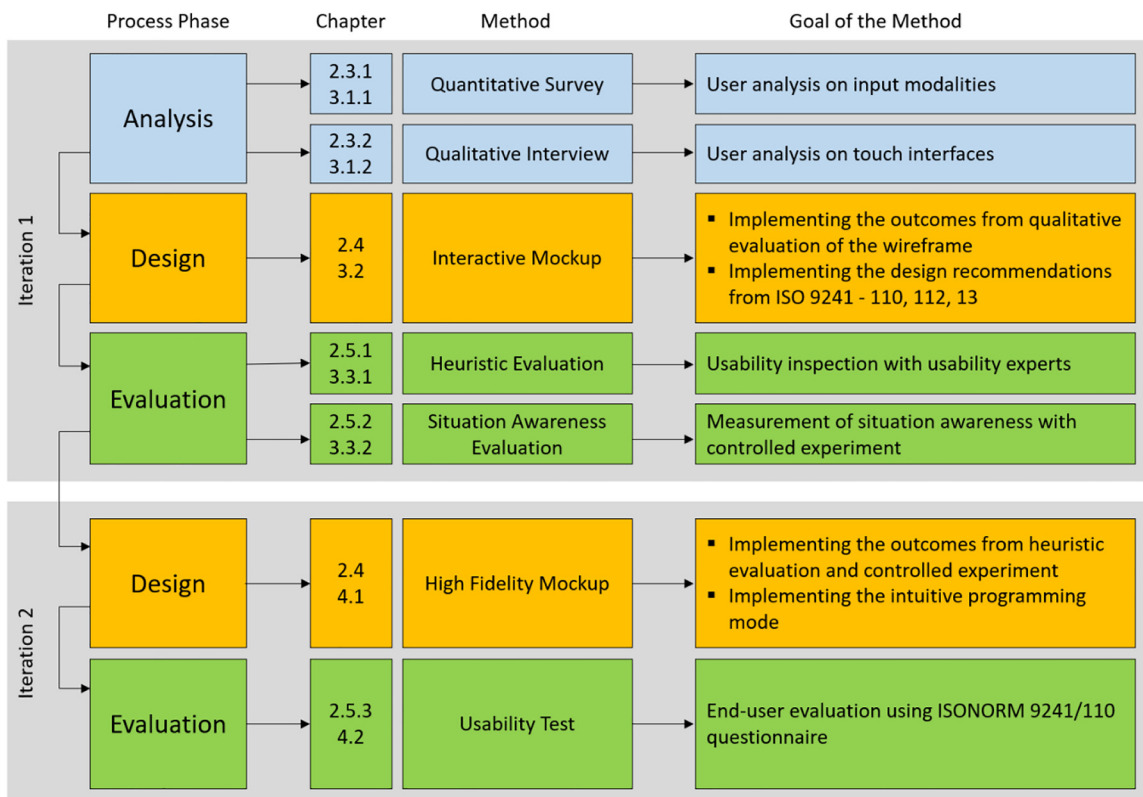 Process Phase
Chapter
Method
Goal of the Method
Iteration 1
Analysis
2.3.1
3.1.1
Quantitative Survey
User analysis on input modalities
2.3.2
3.1.2
Qualitative Interview
User analysis on touch interfaces
Design
2.4
3.2
Interactive Mockup
▪ Implementing the outcomes from qualitative
evaluation of the wireframe
▪ Implementing the design recommendations
from ISO 9241 - 110, 112, 13
Evaluation
2.5.1
3.3.1
Heuristic Evaluation
Usability inspection with usability experts
2.5.2
3.3.2
Situation Awareness
Evaluation
Measurement of situation awareness with
controlled experiment
Iteration 2
Design
2.4
4.1
High Fidelity Mockup
▪ Implementing the outcomes from heuristic
evaluation and controlled experiment
▪ Implementing the intuitive programming
mode
Evaluation
2.5.3
4.2
Usability Test
End-user evaluation using ISONORM 9241/110
questionnaire